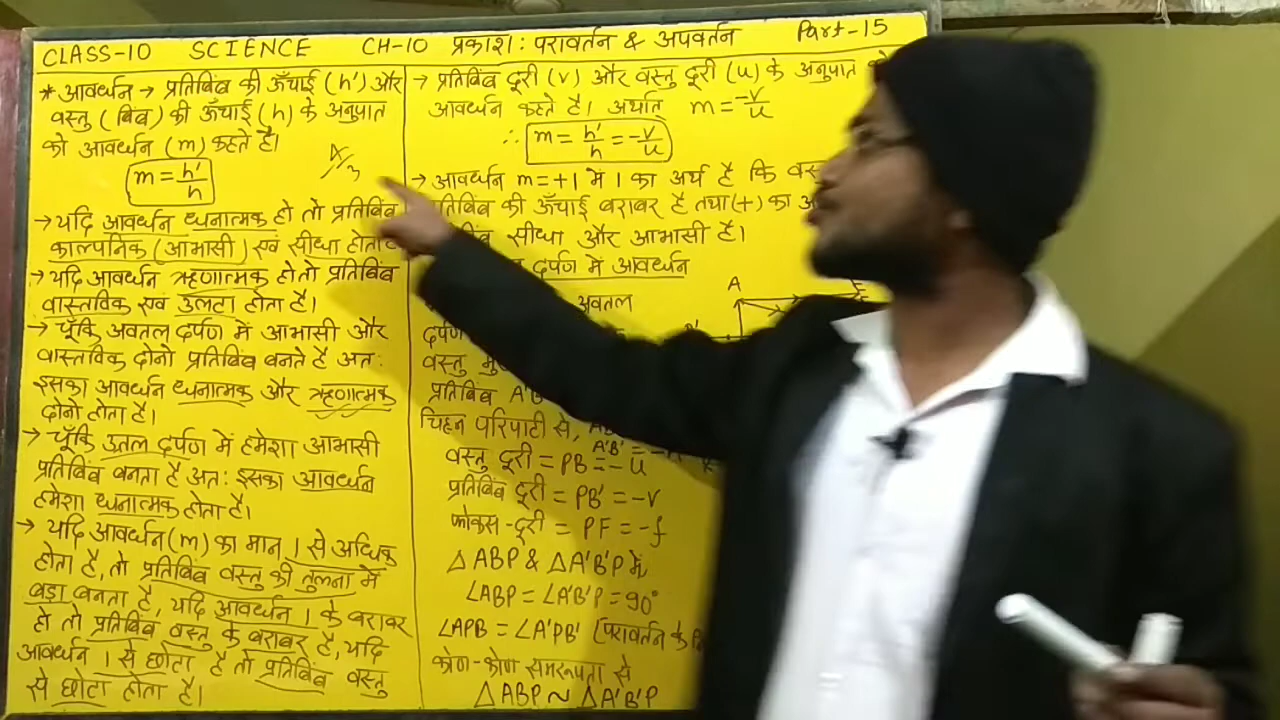 CLASS-10 SCIENCE CH-10 प्रकाश: परावर्तन & अपवर्तन Part-15
* आवर्धन → प्रतिबिंब की ऊँचाई (h') और
वस्तु (बिंब) की ऊँचाई (h) के अनुपात
को आवर्धन (m) कहते है।
m = h'/h
→ यदि आवर्धन धनात्मक हो तो प्रतिबिंब
काल्पनिक (आभासी) एवं सीधा होता
→ यदि आवर्धन ऋणात्मक हो तो प्रतिबिंब
वास्तविक एवं उलटा होता है।
→ चूँकि अवतल दर्पण में आभासी और
वास्तविक दोनो प्रतिबिंब बनते है अत:
इसका आवर्धन धनात्मक और ऋणात्मक
दोनो होता है।
→ चूँकि उतल दर्पण में हमेशा आभासी
प्रतिबिंब बनता है अत: इसका आवर्धन
हमेशा धनात्मक होता है।
→ यदि आवर्धन (m) का मान 1 से अधिक
होता है, तो प्रतिबिंब वस्तु की तुलना में
बड़ा बनता है, यदि आवर्धन 1 के बराबर
हो तो प्रतिबिंब वस्तु के बराबर है, यदि
आवर्धन 1 से छोटा है तो प्रतिबिंब वस्तु
से छोटा होता है।
→ प्रतिबिंब दूरी (v) और वस्तु दूरी (u) के अनुपात
आवर्धन कहते है। अर्थात् m = -v/u
∴ m = h'/h = -v/u
→ आवर्धन m = +1 में 1 का अर्थ है कि
की ऊँचाई बराबर है तथा (+) का
सीधा और आभासी है।
दर्पण में आवर्धन
अवतल
A
वस्तु
प्रतिबिंब
चिह्न परिपाटी से,
A'B' =
वस्तु दूरी = PB = -u
प्रतिबिंब दूरी = PB' = -v
फोकस-दूरी = PF = -f
△ABP & △A'B'P में,
∠ABP = ∠A'B'P = 90°
∠APB = ∠A'PB' [परावर्तन के
कोण-कोण समरूपता से
△ABP ~ △A'B'P